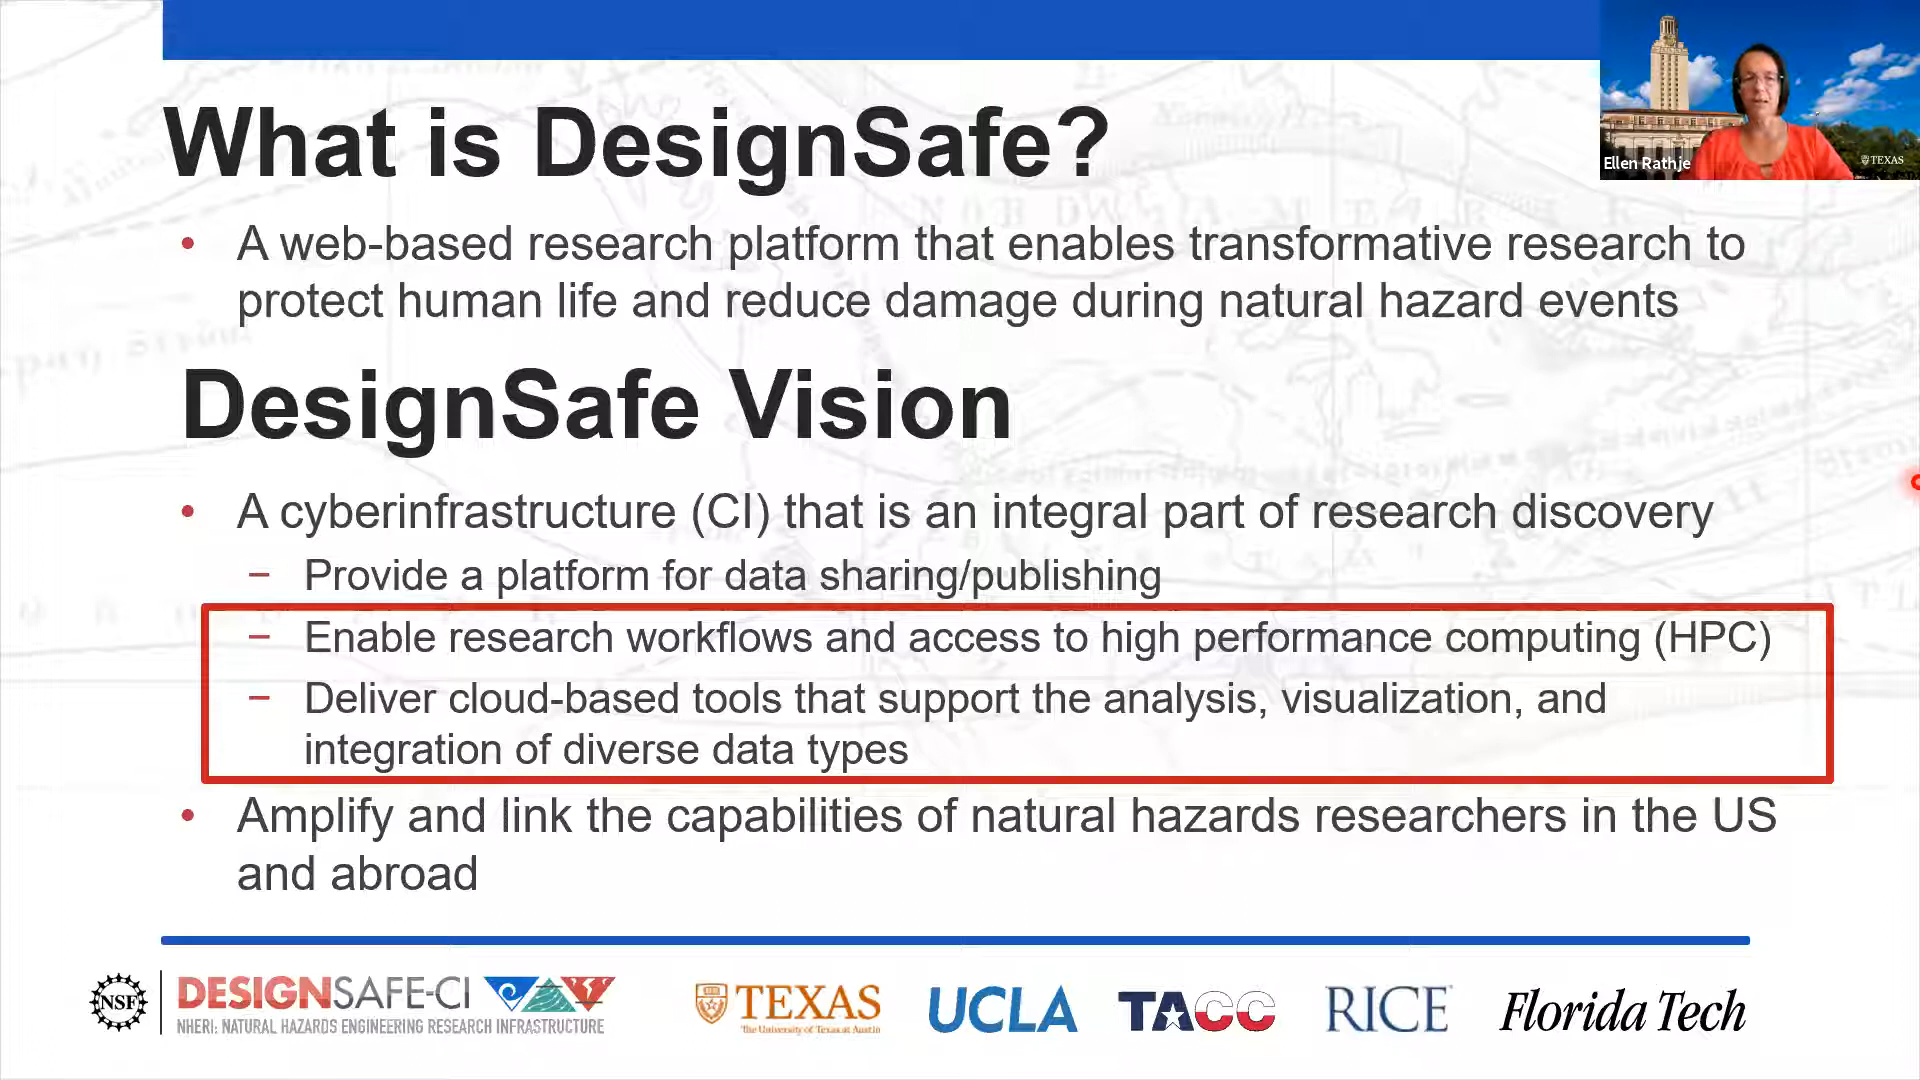 What is DesignSafe?
Ellen Rathje
TEXAS
• A web-based research platform that enables transformative research to
protect human life and reduce damage during natural hazard events
DesignSafe Vision
• A cyberinfrastructure (CI) that is an integral part of research discovery
− Provide a platform for data sharing/publishing
− Enable research workflows and access to high performance computing (HPC)
− Deliver cloud-based tools that support the analysis, visualization, and
integration of diverse data types
• Amplify and link the capabilities of natural hazards researchers in the US
and abroad
NSF
DESIGNSAFE-CI
NHERI: NATURAL HAZARDS ENGINEERING RESEARCH INFRASTRUCTURE
TEXAS
The University of Texas at Austin
UCLA
TACC
RICE
Florida Tech